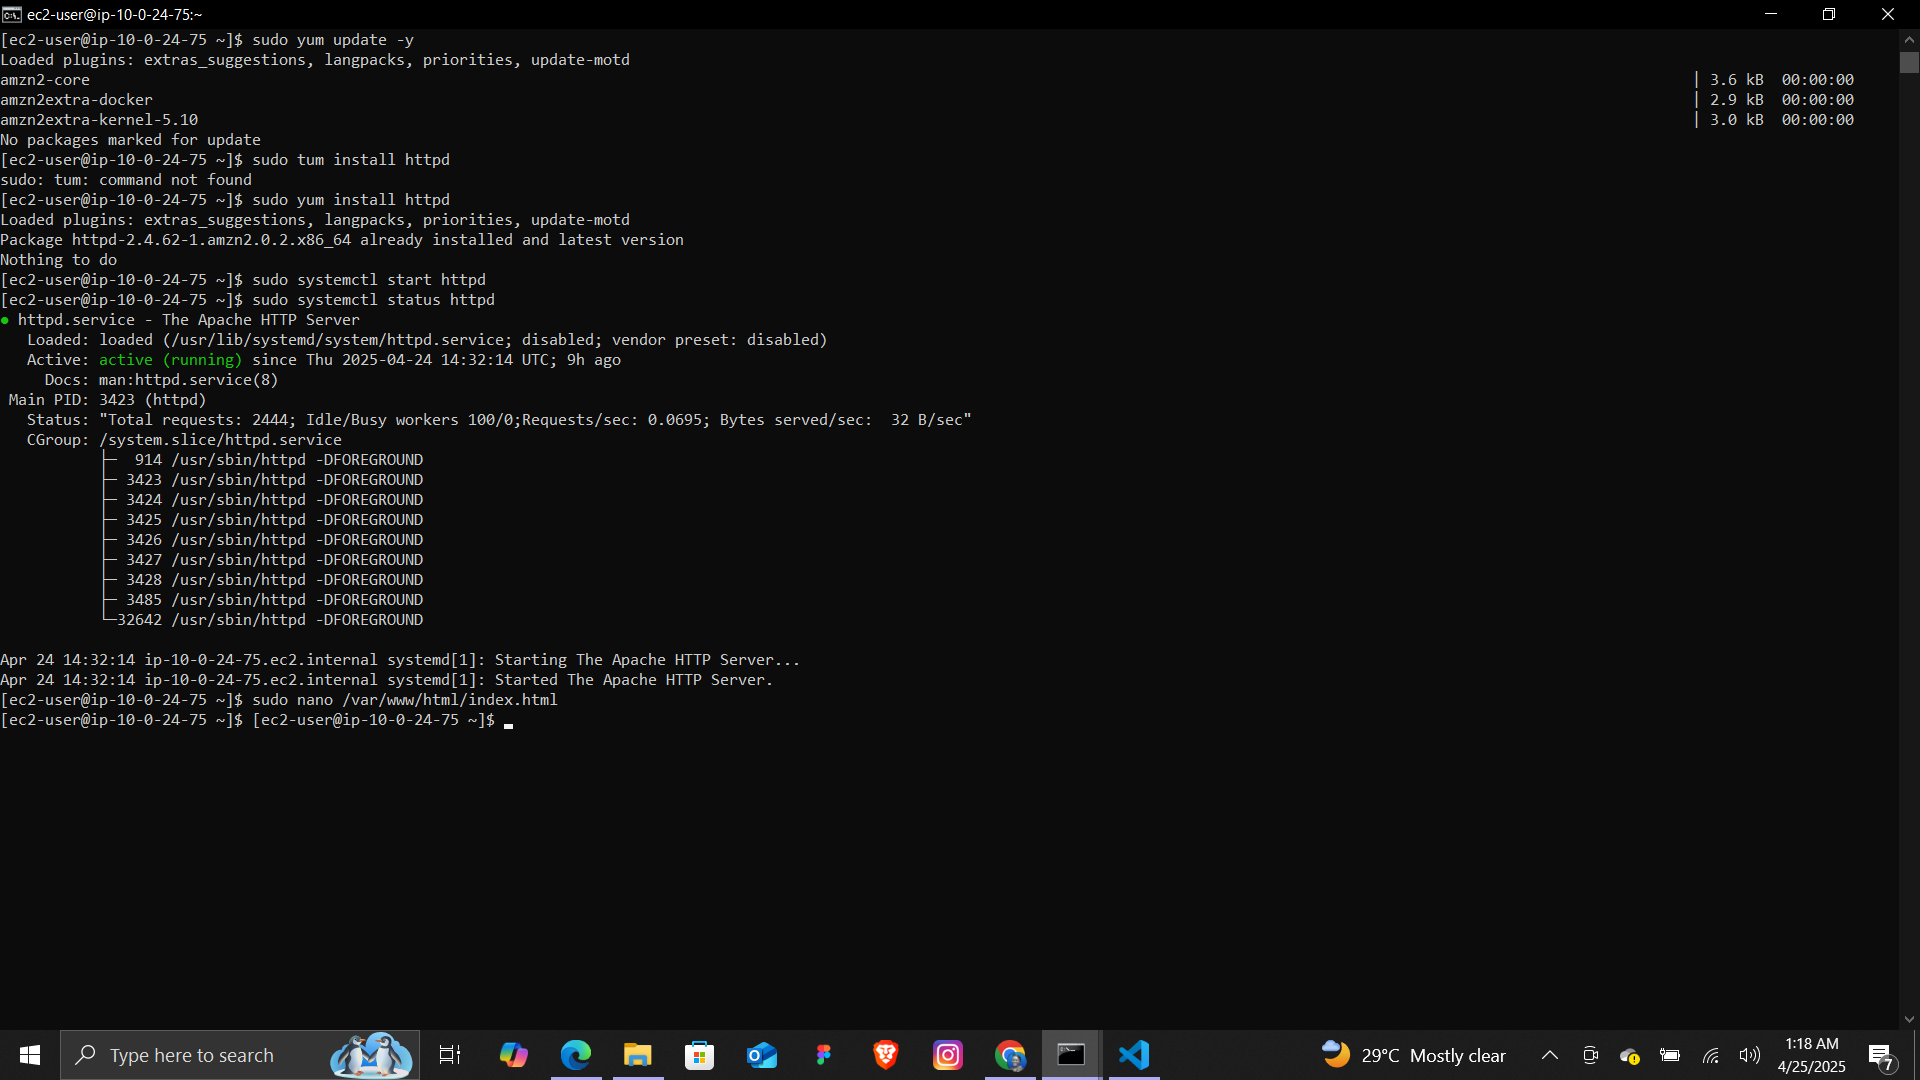 ec2-user@ip-10-0-24-75:~
[ec2-user@ip-10-0-24-75 ~]$ sudo yum update -y
Loaded plugins: extras_suggestions, langpacks, priorities, update-motd
amzn2-core | 3.6 kB 00:00:00
amzn2extra-docker | 2.9 kB 00:00:00
amzn2extra-kernel-5.10 | 3.0 kB 00:00:00
No packages marked for update
[ec2-user@ip-10-0-24-75 ~]$ sudo tum install httpd
sudo: tum: command not found
[ec2-user@ip-10-0-24-75 ~]$ sudo yum install httpd
Loaded plugins: extras_suggestions, langpacks, priorities, update-motd
Package httpd-2.4.62-1.amzn2.0.2.x86_64 already installed and latest version
Nothing to do
[ec2-user@ip-10-0-24-75 ~]$ sudo systemctl start httpd
[ec2-user@ip-10-0-24-75 ~]$ sudo systemctl status httpd
● httpd.service - The Apache HTTP Server
   Loaded: loaded (/usr/lib/systemd/system/httpd.service; disabled; vendor preset: disabled)
   Active: active (running) since Thu 2025-04-24 14:32:14 UTC; 9h ago
     Docs: man:httpd.service(8)
 Main PID: 3423 (httpd)
   Status: "Total requests: 2444; Idle/Busy workers 100/0;Requests/sec: 0.0695; Bytes served/sec:  32 B/sec"
   CGroup: /system.slice/httpd.service
           ├─  914 /usr/sbin/httpd -DFOREGROUND
           ├─ 3423 /usr/sbin/httpd -DFOREGROUND
           ├─ 3424 /usr/sbin/httpd -DFOREGROUND
           ├─ 3425 /usr/sbin/httpd -DFOREGROUND
           ├─ 3426 /usr/sbin/httpd -DFOREGROUND
           ├─ 3427 /usr/sbin/httpd -DFOREGROUND
           ├─ 3428 /usr/sbin/httpd -DFOREGROUND
           ├─ 3485 /usr/sbin/httpd -DFOREGROUND
           └─32642 /usr/sbin/httpd -DFOREGROUND
Apr 24 14:32:14 ip-10-0-24-75.ec2.internal systemd[1]: Starting The Apache HTTP Server...
Apr 24 14:32:14 ip-10-0-24-75.ec2.internal systemd[1]: Started The Apache HTTP Server.
[ec2-user@ip-10-0-24-75 ~]$ sudo nano /var/www/html/index.html
[ec2-user@ip-10-0-24-75 ~]$ [ec2-user@ip-10-0-24-75 ~]$
Type here to search
29°C Mostly clear
1:18 AM
4/25/2025
7